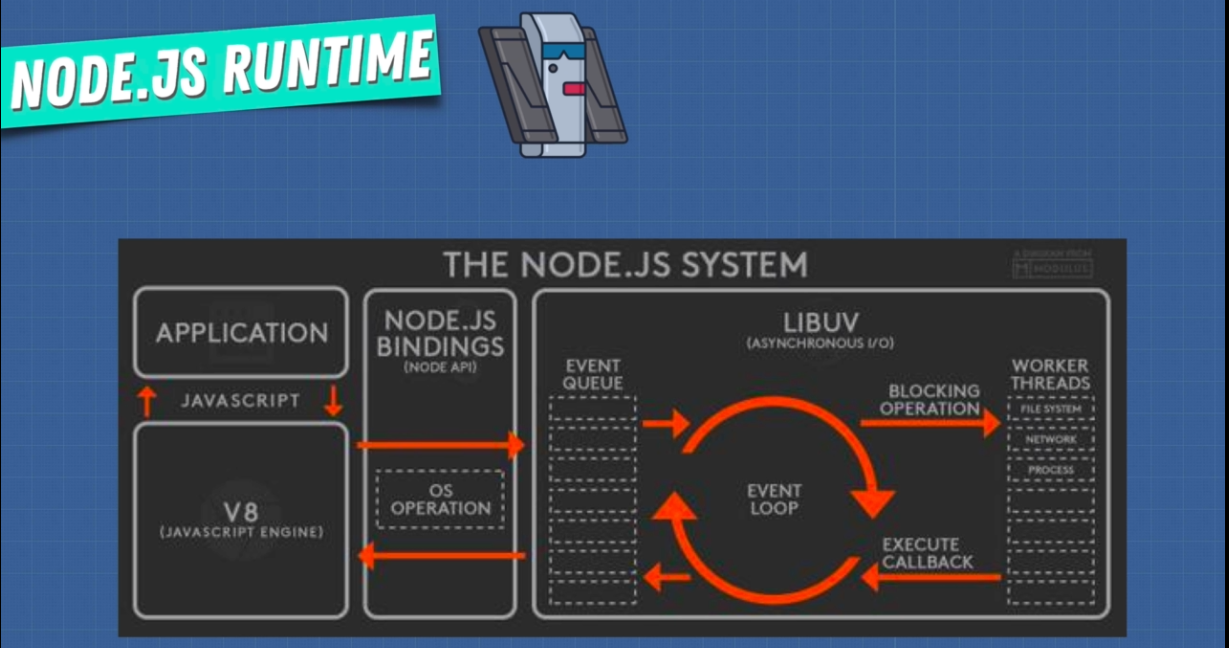 NODE.JS RUNTIME
THE NODE.JS SYSTEM
A DIAGRAM FROM
MODULUS
APPLICATION
JAVASCRIPT
V8
(JAVASCRIPT ENGINE)
NODE.JS
BINDINGS
(NODE API)
OS
OPERATION
LIBUV
(ASYNCHRONOUS I/O)
EVENT
QUEUE
EVENT
LOOP
BLOCKING
OPERATION
EXECUTE
CALLBACK
WORKER
THREADS
FILE SYSTEM
NETWORK
PROCESS